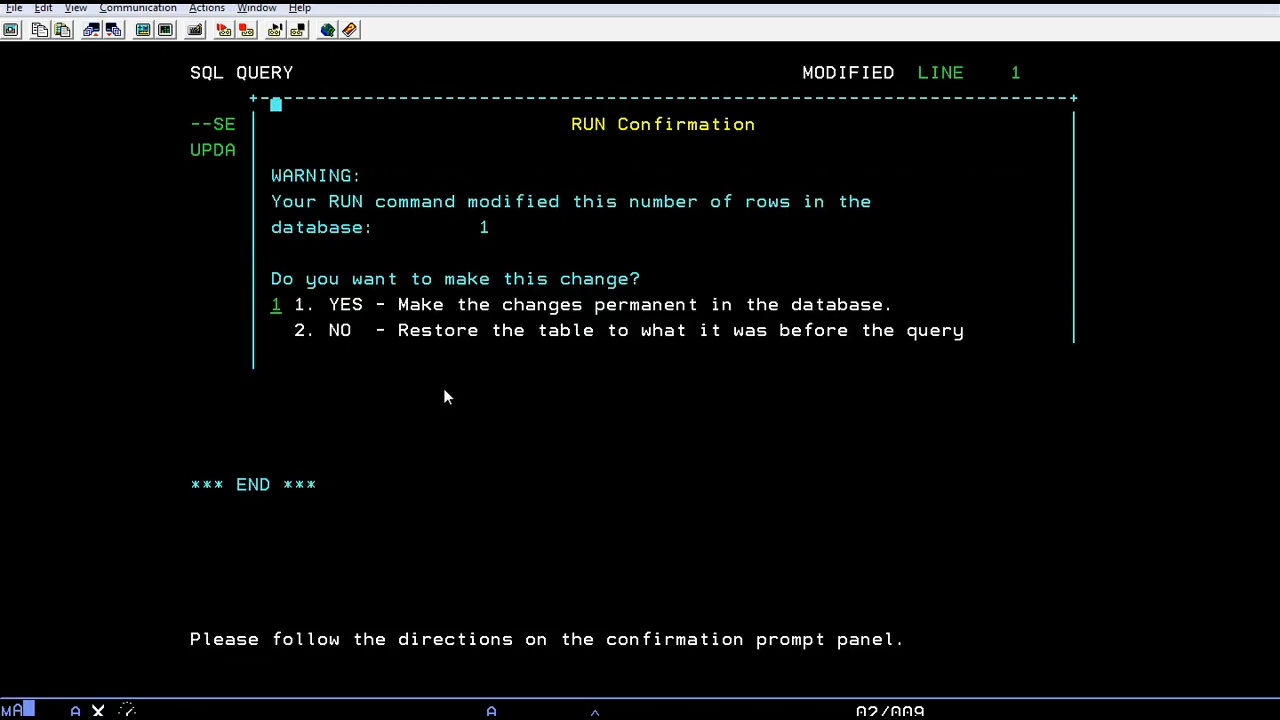 File Edit View Communication Actions Window Help
SQL QUERY MODIFIED LINE 1
--SE RUN Confirmation
UPDA
WARNING:
Your RUN command modified this number of rows in the
database: 1
Do you want to make this change?
1 1. YES - Make the changes permanent in the database.
2. NO - Restore the table to what it was before the query
*** END ***
Please follow the directions on the confirmation prompt panel.
MA A X A ^ 02/009